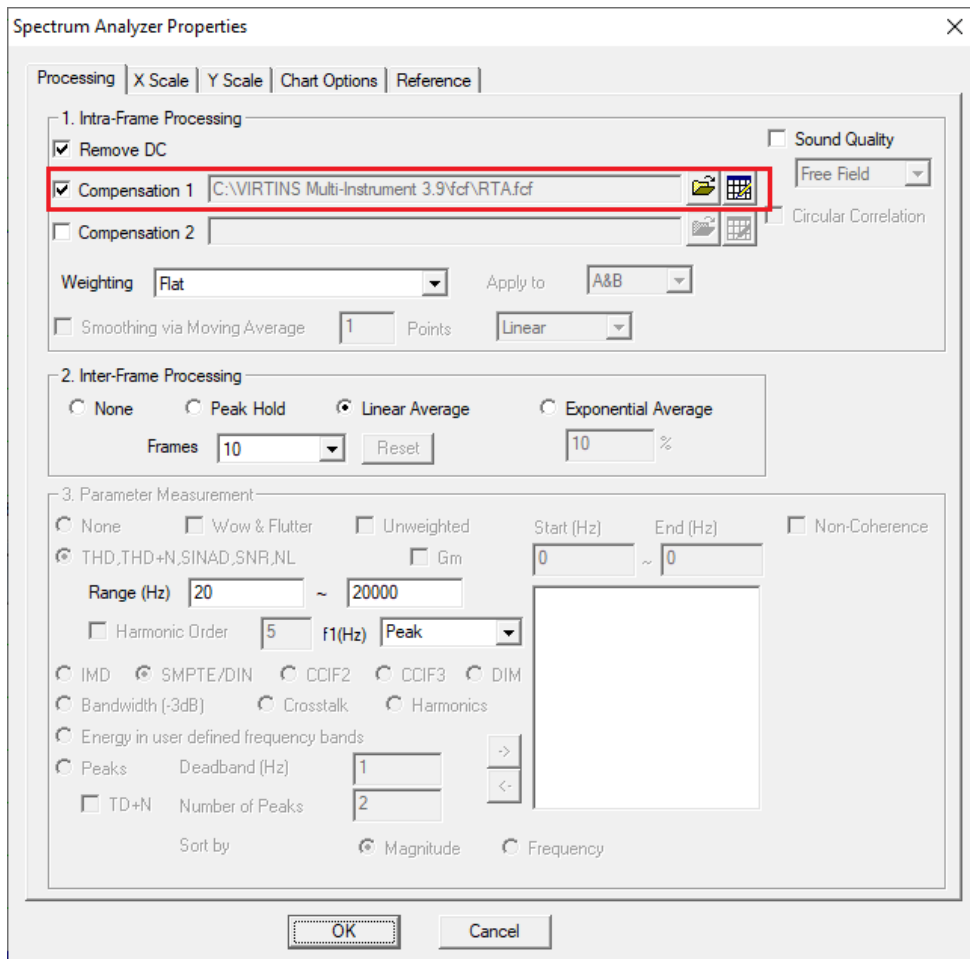 Spectrum Analyzer Properties
Processing X Scale Y Scale Chart Options Reference
1. Intra-Frame Processing
Remove DC
Sound Quality
Compensation 1 C:\VIRTINS Multi-Instrument 3.9\fcf\RTA.fcf
Free Field
Compensation 2
Circular Correlation
Weighting Flat Apply to A&B
Smoothing via Moving Average 1 Points Linear
2. Inter-Frame Processing
None Peak Hold Linear Average Exponential Average
Frames 10 Reset 10 %
3. Parameter Measurement
None Wow & Flutter Unweighted Start (Hz) End (Hz) Non-Coherence
THD,THD+N,SINAD,SNR,NL Gm 0 ~ 0
Range (Hz) 20 ~ 20000
Harmonic Order 5 f1(Hz) Peak
IMD SMPTE/DIN CCIF2 CCIF3 DIM
Bandwidth (-3dB) Crosstalk Harmonics
Energy in user defined frequency bands
->
Peaks Deadband (Hz) 1
<-
TD+N Number of Peaks 2
Sort by Magnitude Frequency
OK Cancel